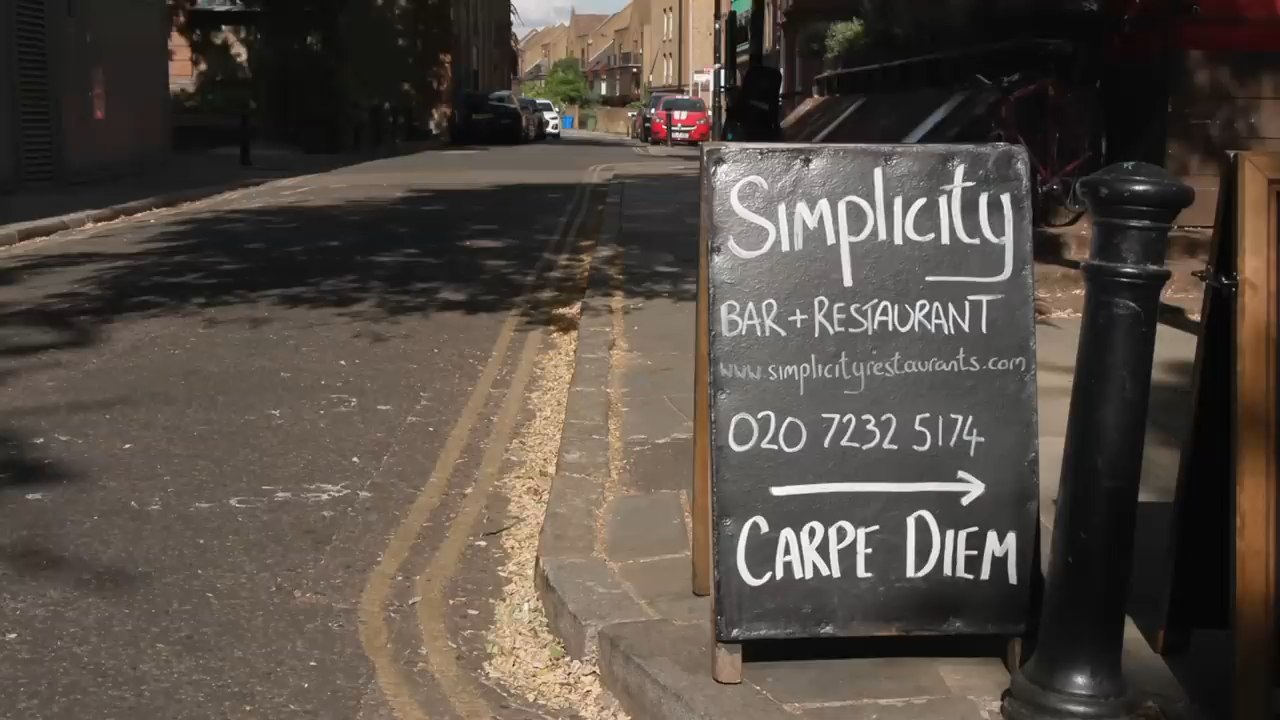 Simplicity
BAR + RESTAURANT
www.simplicityrestaurants.com
020 7232 5174
CARPE DIEM